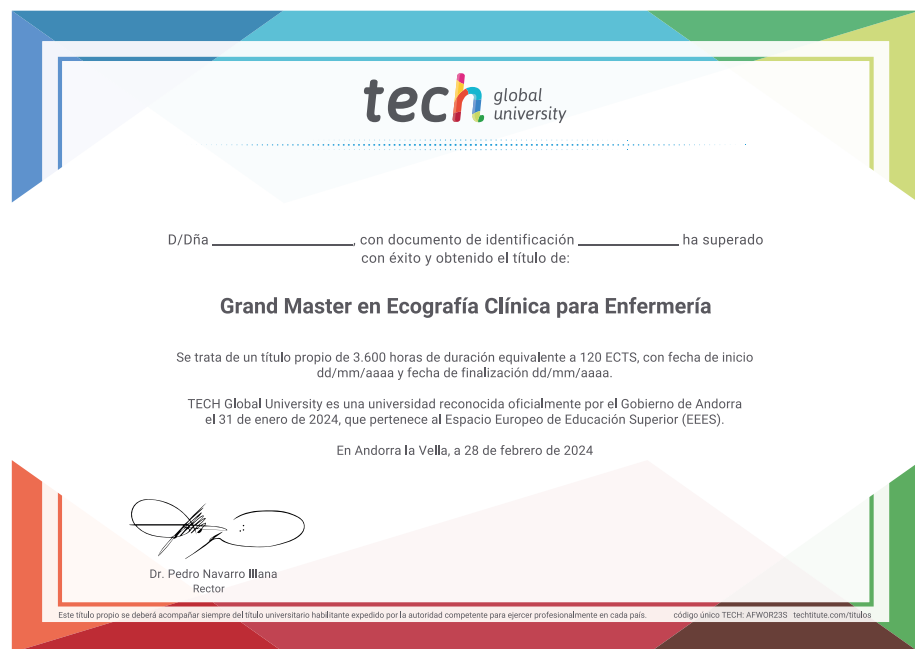 tech global university
D/Dña ____________, con documento de identificación ____________ ha superado
con éxito y obtenido el título de:
Grand Master en Ecografía Clínica para Enfermería
Se trata de un título propio de 3.600 horas de duración equivalente a 120 ECTS, con fecha de inicio
dd/mm/aaaa y fecha de finalización dd/mm/aaaa.
TECH Global University es una universidad reconocida oficialmente por el Gobierno de Andorra
el 31 de enero de 2024, que pertenece al Espacio Europeo de Educación Superior (EEES).
En Andorra la Vella, a 28 de febrero de 2024
Dr. Pedro Navarro Illana
Rector
Este título propio se deberá acompañar siempre del título universitario habilitante expedido por la autoridad competente para ejercer profesionalmente en cada país. código único TECH: AFWOR23S techtitute.com/titulos